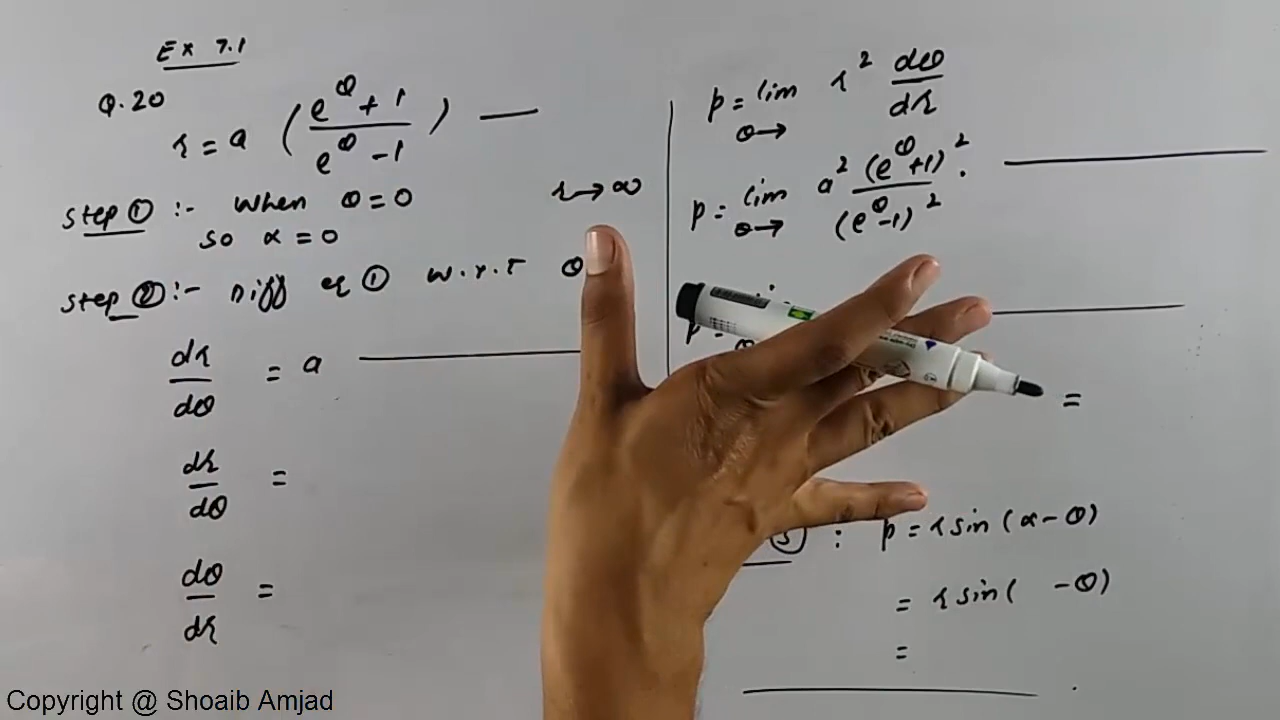 Ex 7.1
Q.20
r = a ( e^θ + 1 / e^θ - 1 ) —
Step ① :- When θ = 0 r → ∞
so α = 0
Step ② :- Diff eq ① w.r.t θ
dr/dθ = a
dr/dθ =
dθ/dr =
p = lim θ→ r² dθ/dr
p = lim θ→ a² (e^θ+1)² / (e^θ-1)² .
p =
=
③ : p = r sin(α - θ)
= r sin( - θ)
=
Copyright @ Shoaib Amjad